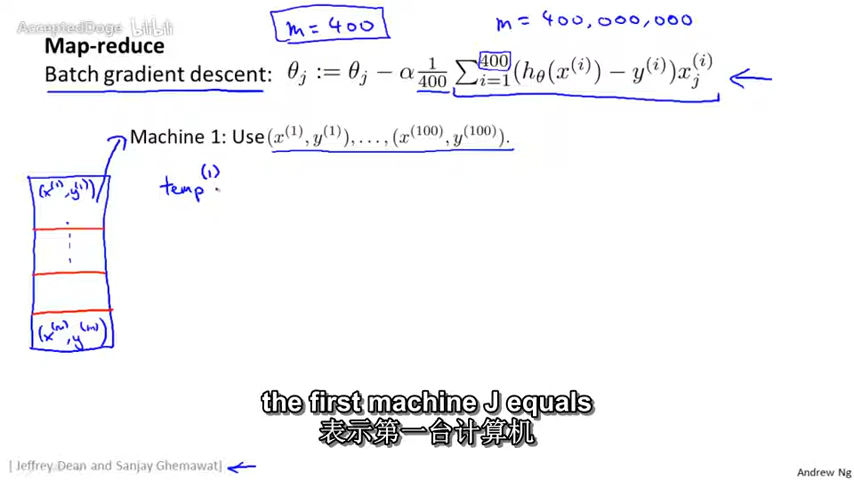 AcceptedDoge bilibili
m = 400
m = 400,000,000
Map-reduce
Batch gradient descent: θ_j := θ_j − α 1/400 ∑_{i=1}^{400} (h_θ(x^{(i)}) − y^{(i)}) x_j^{(i)}
Machine 1: Use (x^{(1)}, y^{(1)}), . . . , (x^{(100)}, y^{(100)}).
(x^{(1)}, y^{(1)})
temp^{(1)}
(x^{(m)}, y^{(m)})
the first machine J equals
表示第一台计算机
[ Jeffrey Dean and Sanjay Ghemawat]
Andrew Ng